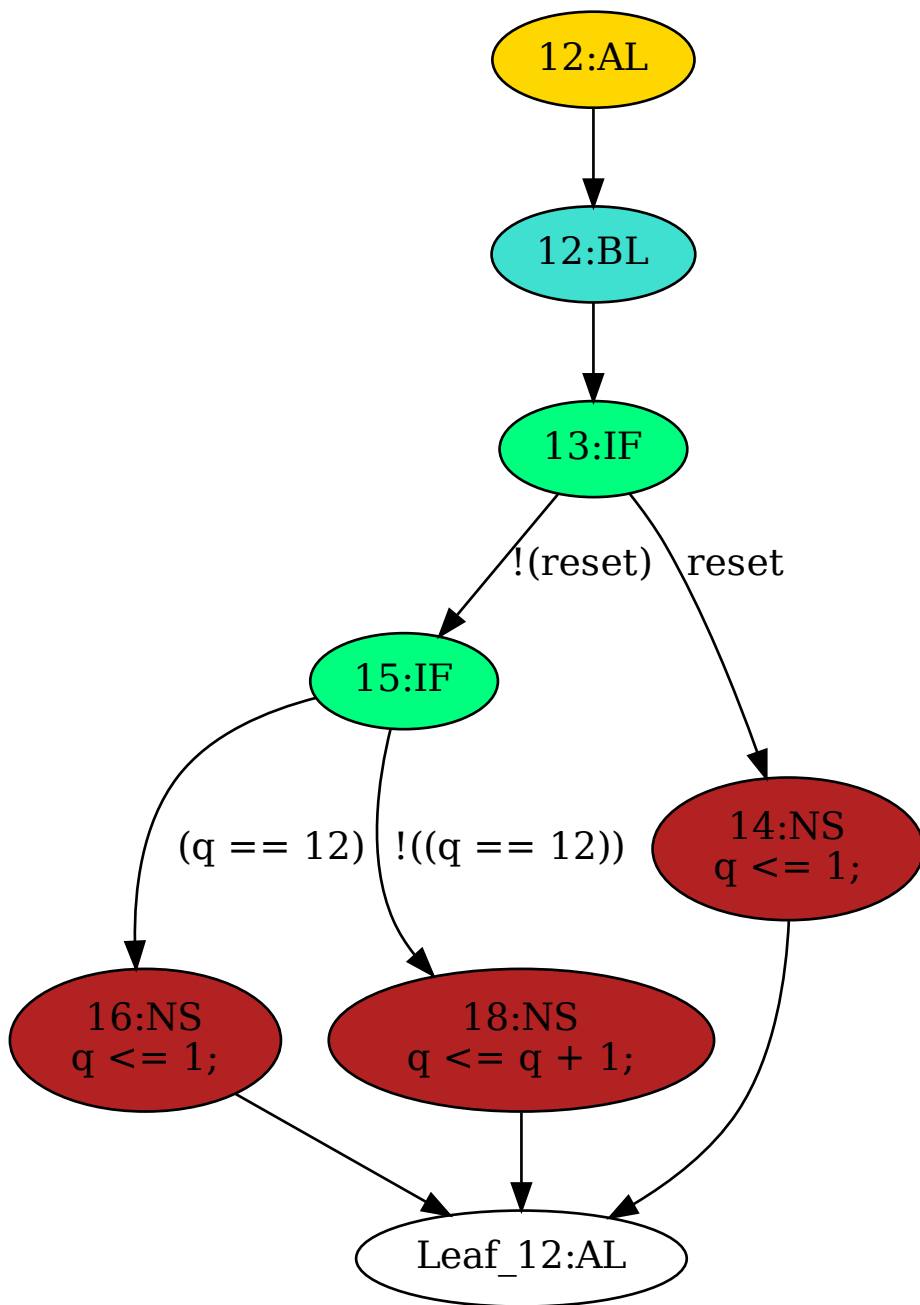 12:AL
12:BL
13:IF
!(reset)
reset
15:IF
(q == 12)
!((q == 12))
14:NS
q <= 1;
16:NS
q <= 1;
18:NS
q <= q + 1;
Leaf_12:AL